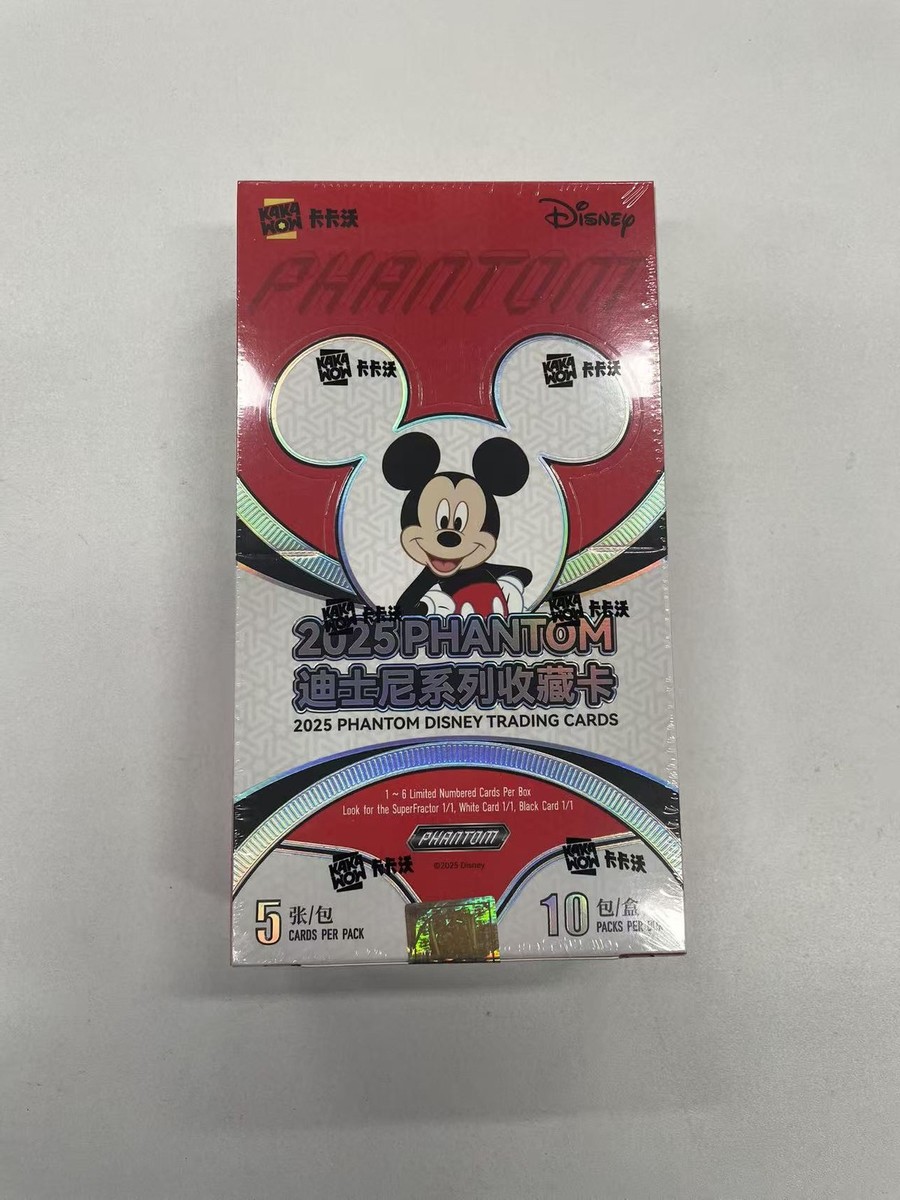 KAKA WOW 卡卡沃
Disney
PHANTOM
KAKA WOW 卡卡沃
KAKA WOW 卡卡沃
KAKA WOW 卡卡沃
KAKA WOW 卡卡沃
2025 PHANTOM
迪士尼系列收藏卡
2025 PHANTOM DISNEY TRADING CARDS
1 ~ 6 Limited Numbered Cards Per Box
Look for the SuperFractor 1/1, White Card 1/1, Black Card 1/1
PHANTOM
KAKA WOW 卡卡沃
KAKA WOW 卡卡沃
©2025 Disney
5 张/包
CARDS PER PACK
10 包/盒
PACKS PER BOX